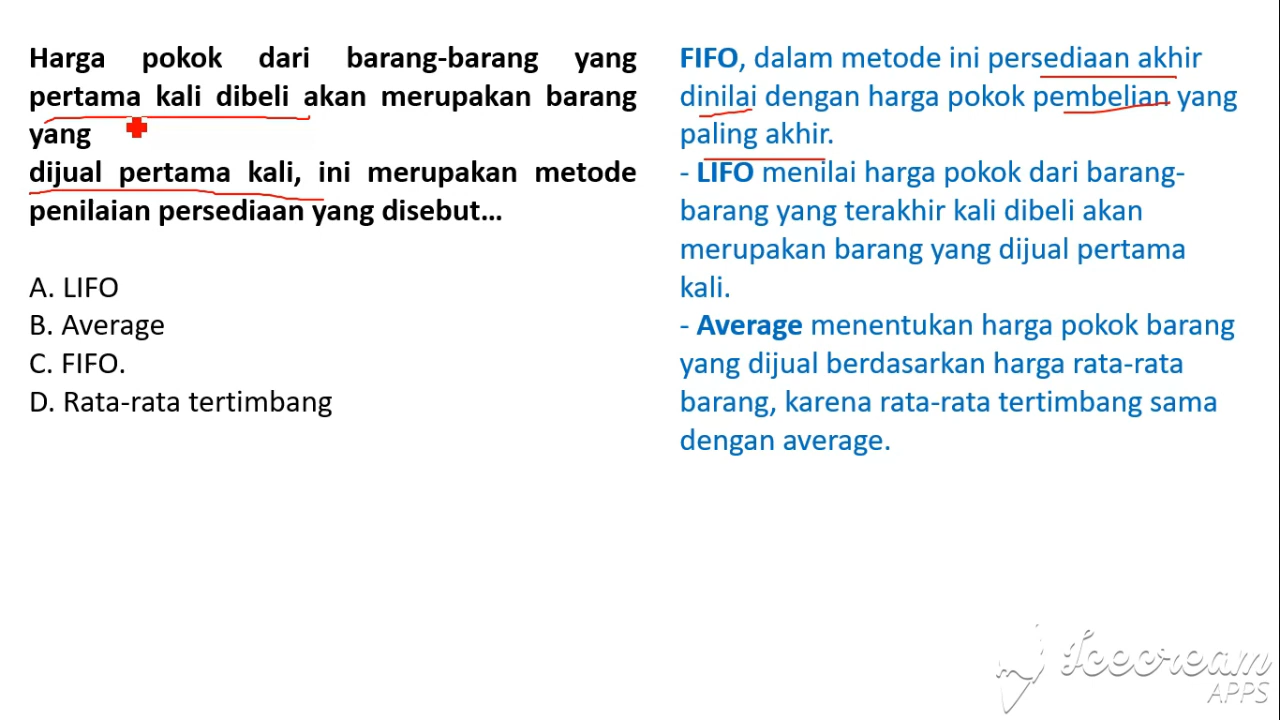 Harga pokok dari barang-barang yang
pertama kali dibeli akan merupakan barang
yang
dijual pertama kali, ini merupakan metode
penilaian persediaan yang disebut...
A. LIFO
B. Average
C. FIFO.
D. Rata-rata tertimbang
FIFO, dalam metode ini persediaan akhir
dinilai dengan harga pokok pembelian yang
paling akhir.
- LIFO menilai harga pokok dari barang-
barang yang terakhir kali dibeli akan
merupakan barang yang dijual pertama
kali.
- Average menentukan harga pokok barang
yang dijual berdasarkan harga rata-rata
barang, karena rata-rata tertimbang sama
dengan average.
Icecream
APPS